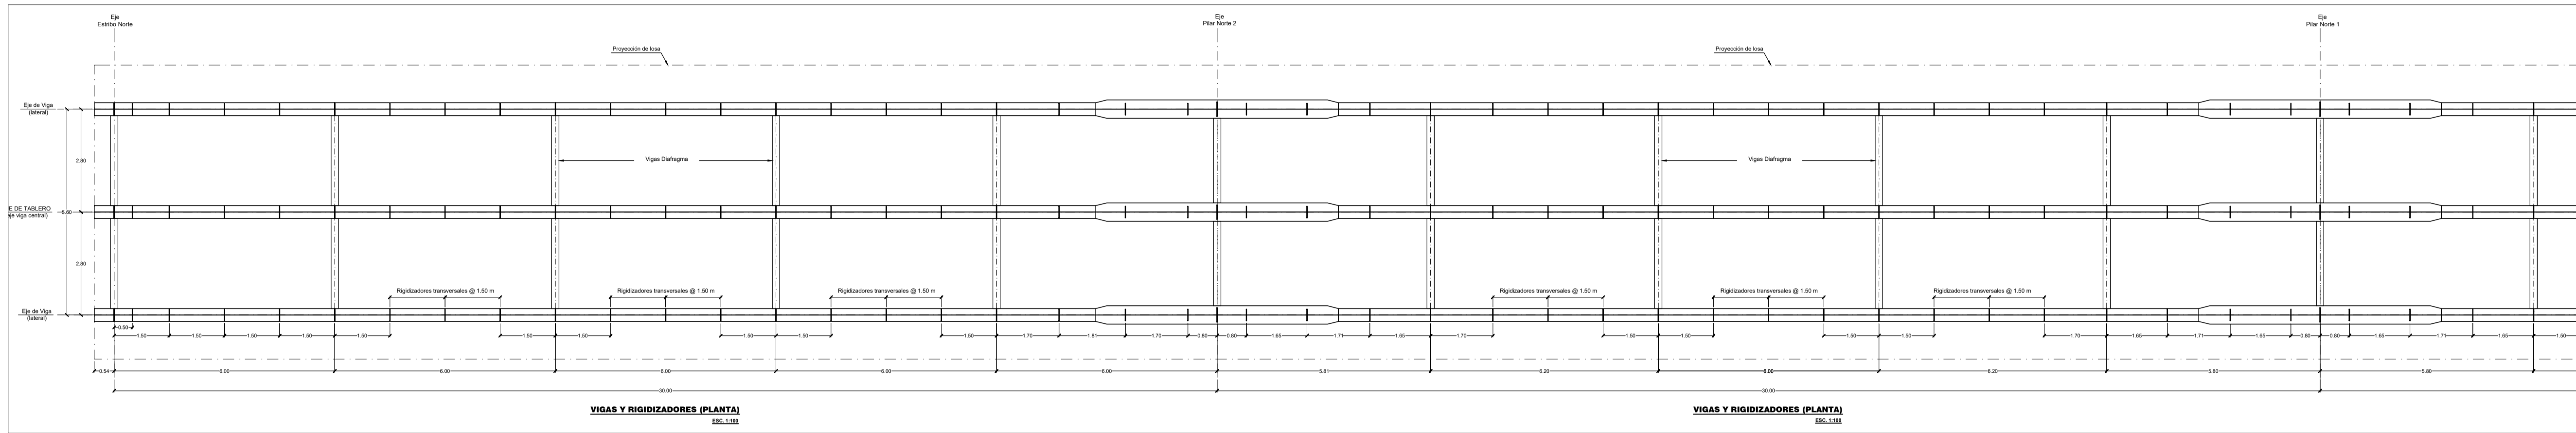 Eje
Estribo Norte
Eje
Pilar Norte 2
Eje
Pilar Norte 1
Proyección de losa
Proyección de losa
Eje de Viga
(lateral)
2.80
Vigas Diafragma
Vigas Diafragma
E DE TABLERO
eje viga central)
6.00
2.80
Rigidizadores transversales @ 1.50 m
Rigidizadores transversales @ 1.50 m
Rigidizadores transversales @ 1.50 m
Rigidizadores transversales @ 1.50 m
Rigidizadores transversales @ 1.50 m
Rigidizadores transversales @ 1.50 m
Eje de Viga
(lateral)
0.50
1.50 1.50 1.50 1.50 1.50 1.50 1.50 1.50 1.50 1.50 1.70 1.81 1.70 0.80 0.80 1.65 1.71 1.65 1.70 1.50 1.50 1.50 1.50 1.70 1.65 1.71 1.65 0.80 0.80 1.65 1.71 1.65 1.50
0.54 6.00 6.00 6.00 6.00 6.00 5.81 6.20 6.00 6.20 5.80 5.80
30.00 30.00
VIGAS Y RIGIDIZADORES (PLANTA)
ESC. 1:100
VIGAS Y RIGIDIZADORES (PLANTA)
ESC. 1:100